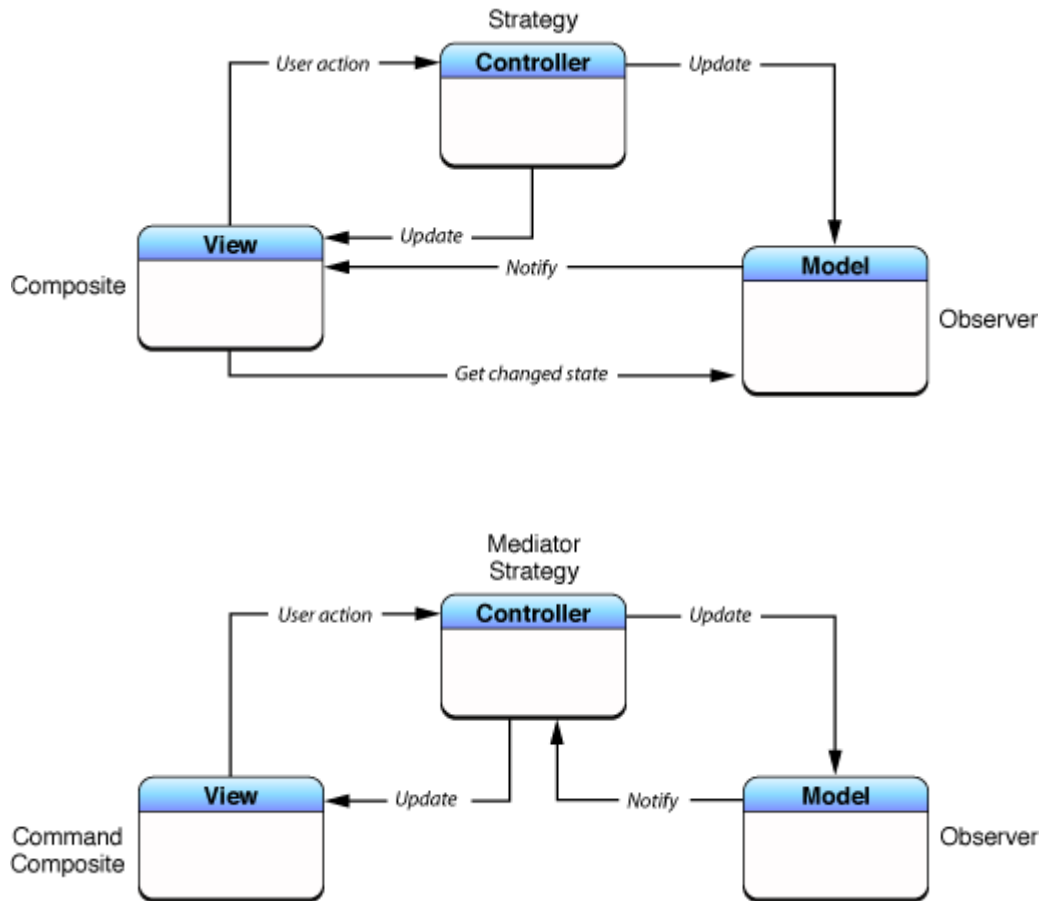 Strategy
Controller
User action
Update
Update
View
Notify
Model
Composite
Observer
Get changed state
Mediator
Strategy
Controller
User action
Update
View
Update
Notify
Model
Command
Composite
Observer